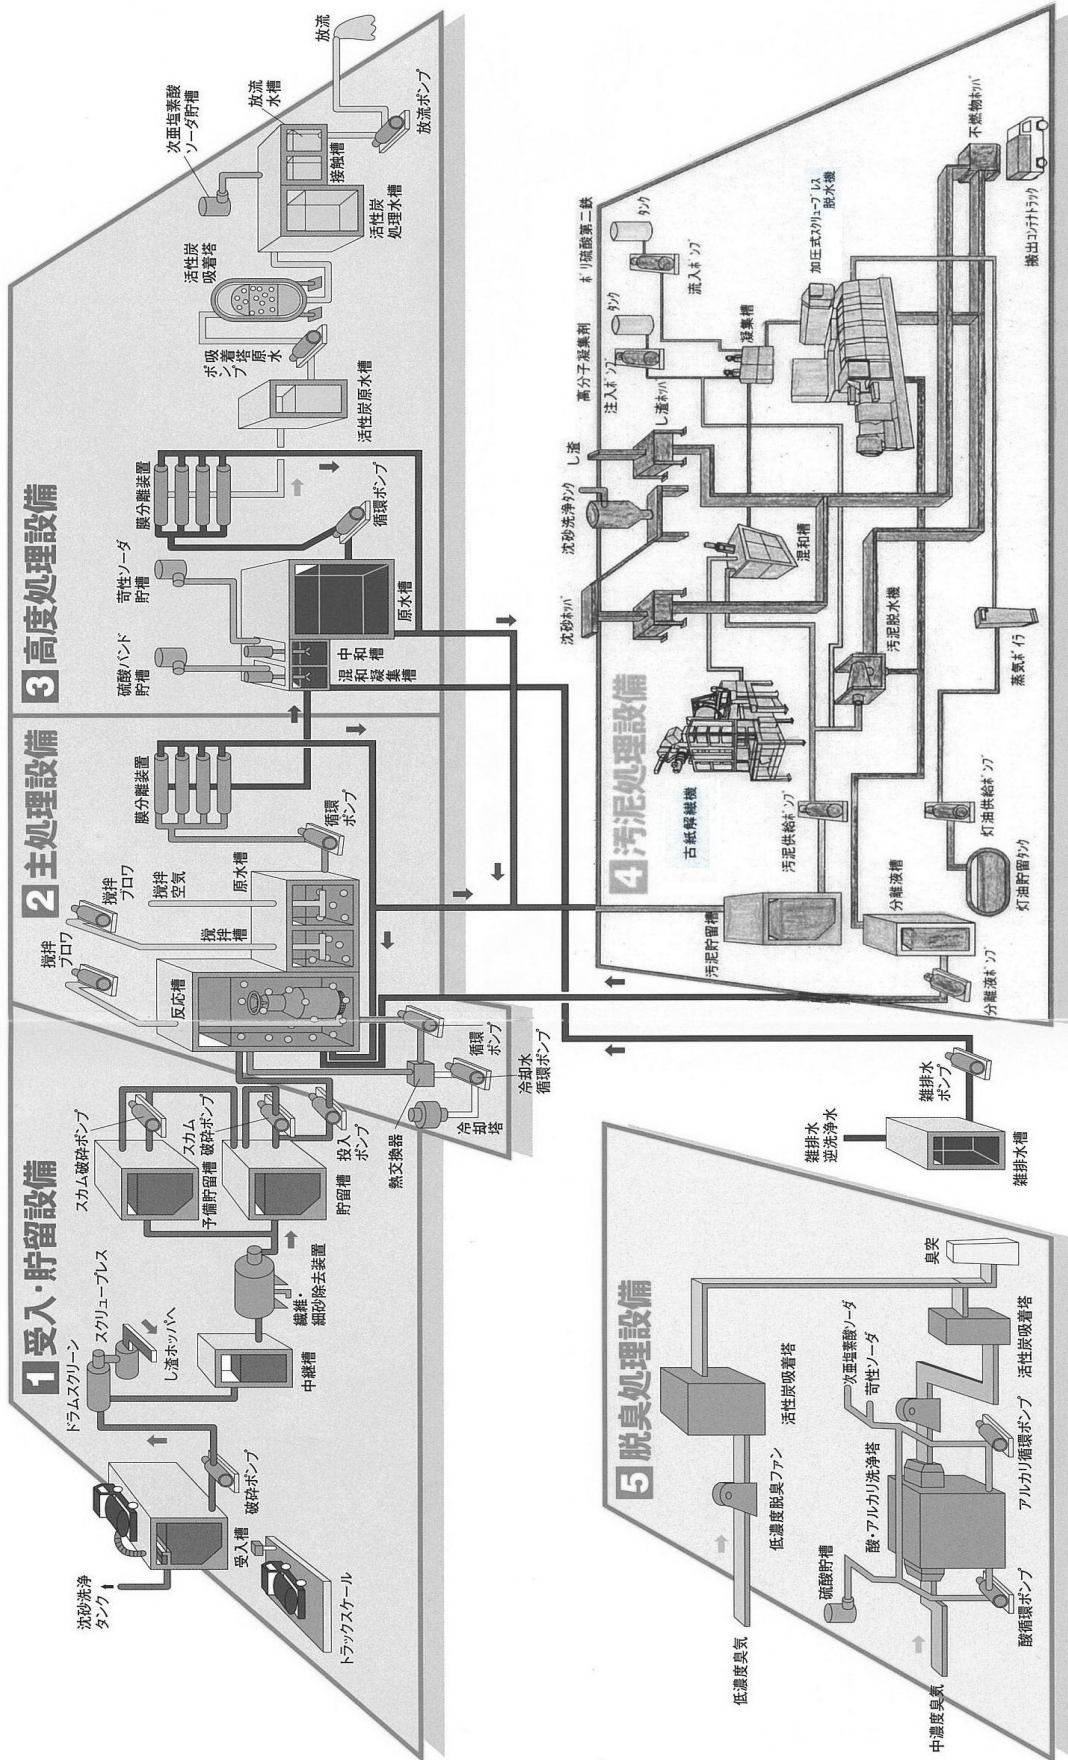 1 受入・貯留設備
沈砂洗浄
タンク
受入槽
トラックスケール
破砕ポンプ
ドラムスクリーン
スクリュープレス
し渣ホッパへ
中継槽
繊維・
細砂除去装置
スカム破砕ポンプ
予備貯留槽
スカム
破砕ポンプ
貯留槽
投入
ポンプ
熱交換器
冷却塔
冷却水
循環ポンプ
循環
ポンプ
2 主処理設備
撹拌
ブロワ
撹拌
ブロワ
反応槽
撹拌
槽
撹拌
空気
原水槽
循環
ポンプ
膜分離装置
3 高度処理設備
硫酸バンド
貯槽
苛性ソーダ
貯槽
混和
凝集槽
中和槽
原水槽
循環ポンプ
膜分離装置
活性炭原水槽
吸着塔原水
ポンプ
活性炭
吸着塔
次亜塩素酸
ソーダ貯槽
活性炭
処理水槽
接触槽
放流
水槽
放流ポンプ
放流
4 汚泥処理設備
古紙解繊機
沈砂ホッパ
沈砂洗浄タンク
し渣
し渣ホッパ
高分子凝集剤
注入ポンプ
タンク
ポリ硫酸第二鉄
流入ポンプ
タンク
凝集槽
混和槽
加圧式スクリュープレス
脱水機
不燃物ホッパ
搬出コンテナトラック
汚泥貯留槽
汚泥供給ポンプ
汚泥脱水機
分離液槽
分離液ポンプ
灯油貯留タンク
灯油供給ポンプ
蒸気ボイラ
雑排水
逆洗浄水
雑排水槽
雑排水
ポンプ
5 脱臭処理設備
低濃度臭気
低濃度脱臭ファン
活性炭吸着塔
中濃度臭気
硫酸貯槽
酸・アルカリ洗浄塔
次亜塩素酸ソーダ
苛性ソーダ
酸循環ポンプ
アルカリ循環ポンプ
活性炭吸着塔
臭突